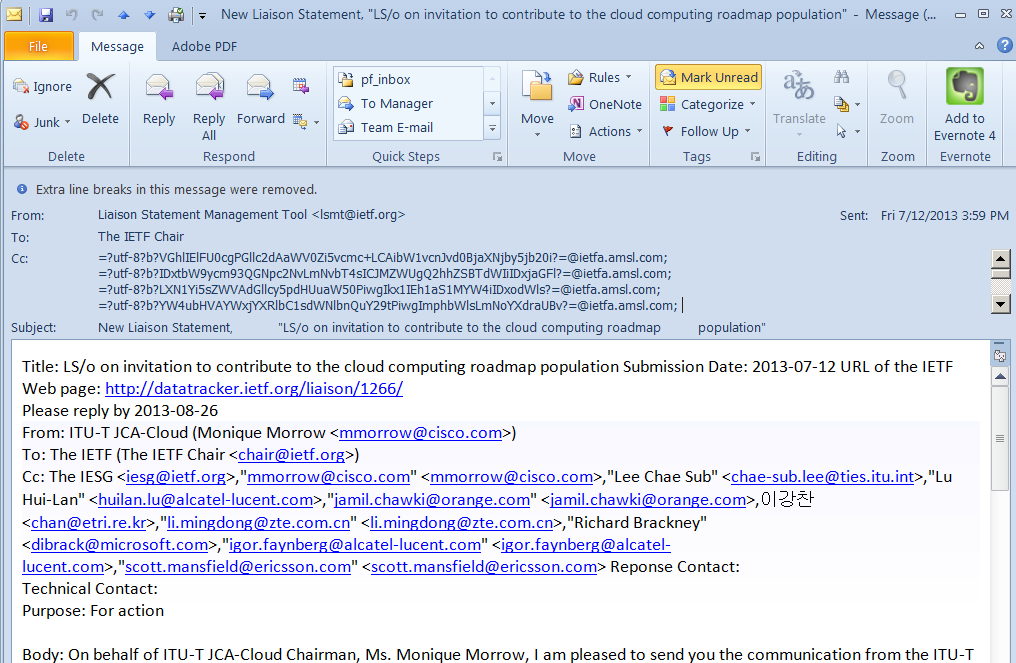 New Liaison Statement, "LS/o on invitation to contribute to the cloud computing roadmap population" - Message (...
File Message Adobe PDF
Ignore
Junk
Delete
Reply
Reply All
Forward
pf_inbox
To Manager
Team E-mail
Move
Rules
OneNote
Actions
Mark Unread
Categorize
Follow Up
Translate
Zoom
Add to Evernote 4
Delete Respond Quick Steps Move Tags Editing Zoom Evernote
Extra line breaks in this message were removed.
From: Liaison Statement Management Tool <lsmt@ietf.org> Sent: Fri 7/12/2013 3:59 PM
To: The IETF Chair
Cc: =?utf-8?b?VGhlIElFU0cgPGllc2dAaWV0Zi5vcmc+LCAibW1vcnJvd0BjaXNjby5jb20i?=@ietfa.amsl.com;
=?utf-8?b?IDxtbW9ycm93QGNpc2NvLmNvbT4sICJMZWUgQ2hhZSBTdWIiIDxjaGFl?=@ietfa.amsl.com;
=?utf-8?b?LXN1Yi5sZWVAdGllcy5pdHUuaW50PiwgIkx1IEh1aS1MYW4iIDxodWls?=@ietfa.amsl.com;
=?utf-8?b?YW4ubHVAYWxjYXRlbC1sdWNlbnQuY29tPiwgImphbWlsLmNoYXdraUBv?=@ietfa.amsl.com;
Subject: New Liaison Statement, "LS/o on invitation to contribute to the cloud computing roadmap population"
Title: LS/o on invitation to contribute to the cloud computing roadmap population Submission Date: 2013-07-12 URL of the IETF
Web page: http://datatracker.ietf.org/liaison/1266/
Please reply by 2013-08-26
From: ITU-T JCA-Cloud (Monique Morrow <mmorrow@cisco.com>)
To: The IETF (The IETF Chair <chair@ietf.org>)
Cc: The IESG <iesg@ietf.org>,"mmorrow@cisco.com" <mmorrow@cisco.com>,"Lee Chae Sub" <chae-sub.lee@ties.itu.int>,"Lu
Hui-Lan" <huilan.lu@alcatel-lucent.com>,"jamil.chawki@orange.com" <jamil.chawki@orange.com>,이강찬
<chan@etri.re.kr>,"li.mingdong@zte.com.cn" <li.mingdong@zte.com.cn>,"Richard Brackney"
<dibrack@microsoft.com>,"igor.faynberg@alcatel-lucent.com" <igor.faynberg@alcatel-
lucent.com>,"scott.mansfield@ericsson.com" <scott.mansfield@ericsson.com> Reponse Contact:
Technical Contact:
Purpose: For action
Body: On behalf of ITU-T JCA-Cloud Chairman, Ms. Monique Morrow, I am pleased to send you the communication from the ITU-T